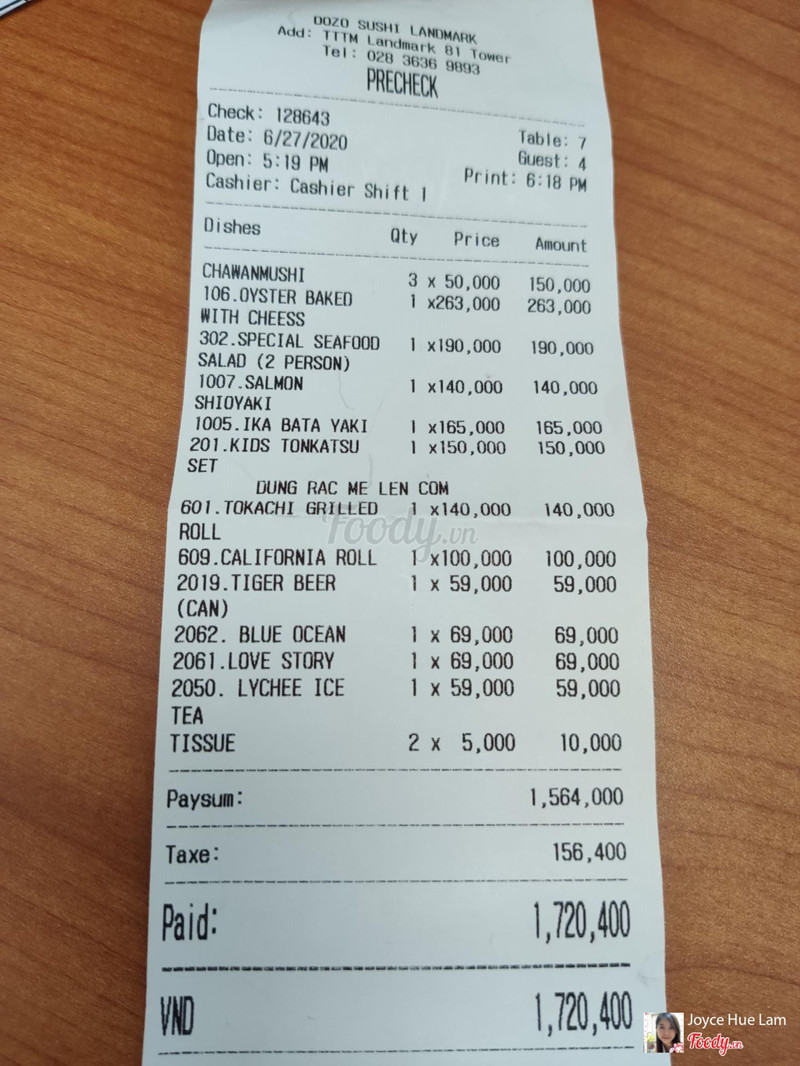 DOZO SUSHI LANDMARK
Add: TTTM Landmark 81 Tower
Tel: 028 3636 9893
PRECHECK
Check: 128643
Date: 6/27/2020 Table: 7
Open: 5:19 PM Guest: 4
Cashier: Cashier Shift 1 Print: 6:18 PM
Dishes Qty Price Amount
CHAWANMUSHI 3 x 50,000 150,000
106.OYSTER BAKED 1 x263,000 263,000
WITH CHEESS
302.SPECIAL SEAFOOD 1 x190,000 190,000
SALAD (2 PERSON)
1007.SALMON 1 x140,000 140,000
SHIOYAKI
1005.IKA BATA YAKI 1 x165,000 165,000
201.KIDS TONKATSU 1 x150,000 150,000
SET
DUNG RAC ME LEN COM
601.TOKACHI GRILLED 1 x140,000 140,000
ROLL
609.CALIFORNIA ROLL 1 x100,000 100,000
2019.TIGER BEER 1 x 59,000 59,000
(CAN)
2062. BLUE OCEAN 1 x 69,000 69,000
2061.LOVE STORY 1 x 69,000 69,000
2050. LYCHEE ICE 1 x 59,000 59,000
TEA
TISSUE 2 x 5,000 10,000
Paysum: 1,564,000
Taxe: 156,400
Paid: 1,720,400
VND 1,720,400
Foody.vn
Joyce Hue Lam
Foody.vn